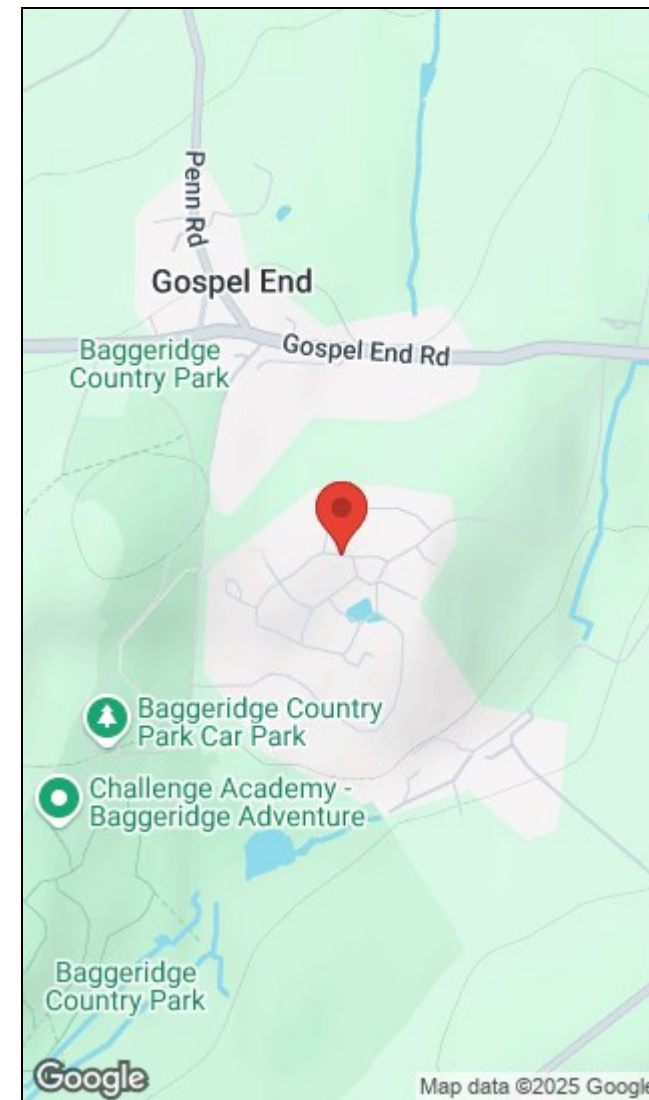 Penn Rd
Gospel End
Gospel End Rd
Baggeridge
Country Park
Baggeridge Country
Park Car Park
Challenge Academy -
Baggeridge Adventure
Baggeridge
Country Park
Google
Map data ©2025 Google